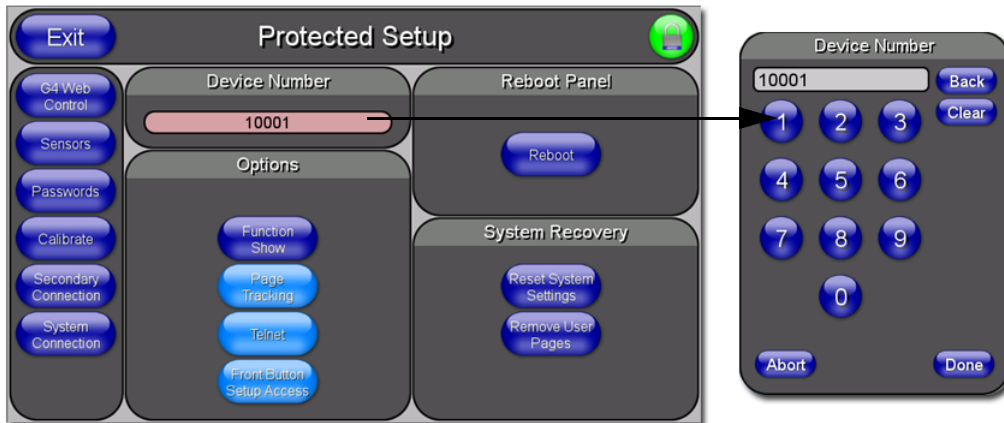 Exit
Protected Setup
G4 Web
Control
Sensors
Passwords
Calibrate
Secondary
Connection
System
Connection
Device Number
10001
Options
Function
Show
Page
Tracking
Telnet
Front Button
Setup Access
Reboot Panel
Reboot
System Recovery
Reset System
Settings
Remove User
Pages
Device Number
10001
Back
Clear
1 2 3
4 5 6
7 8 9
0
Abort
Done